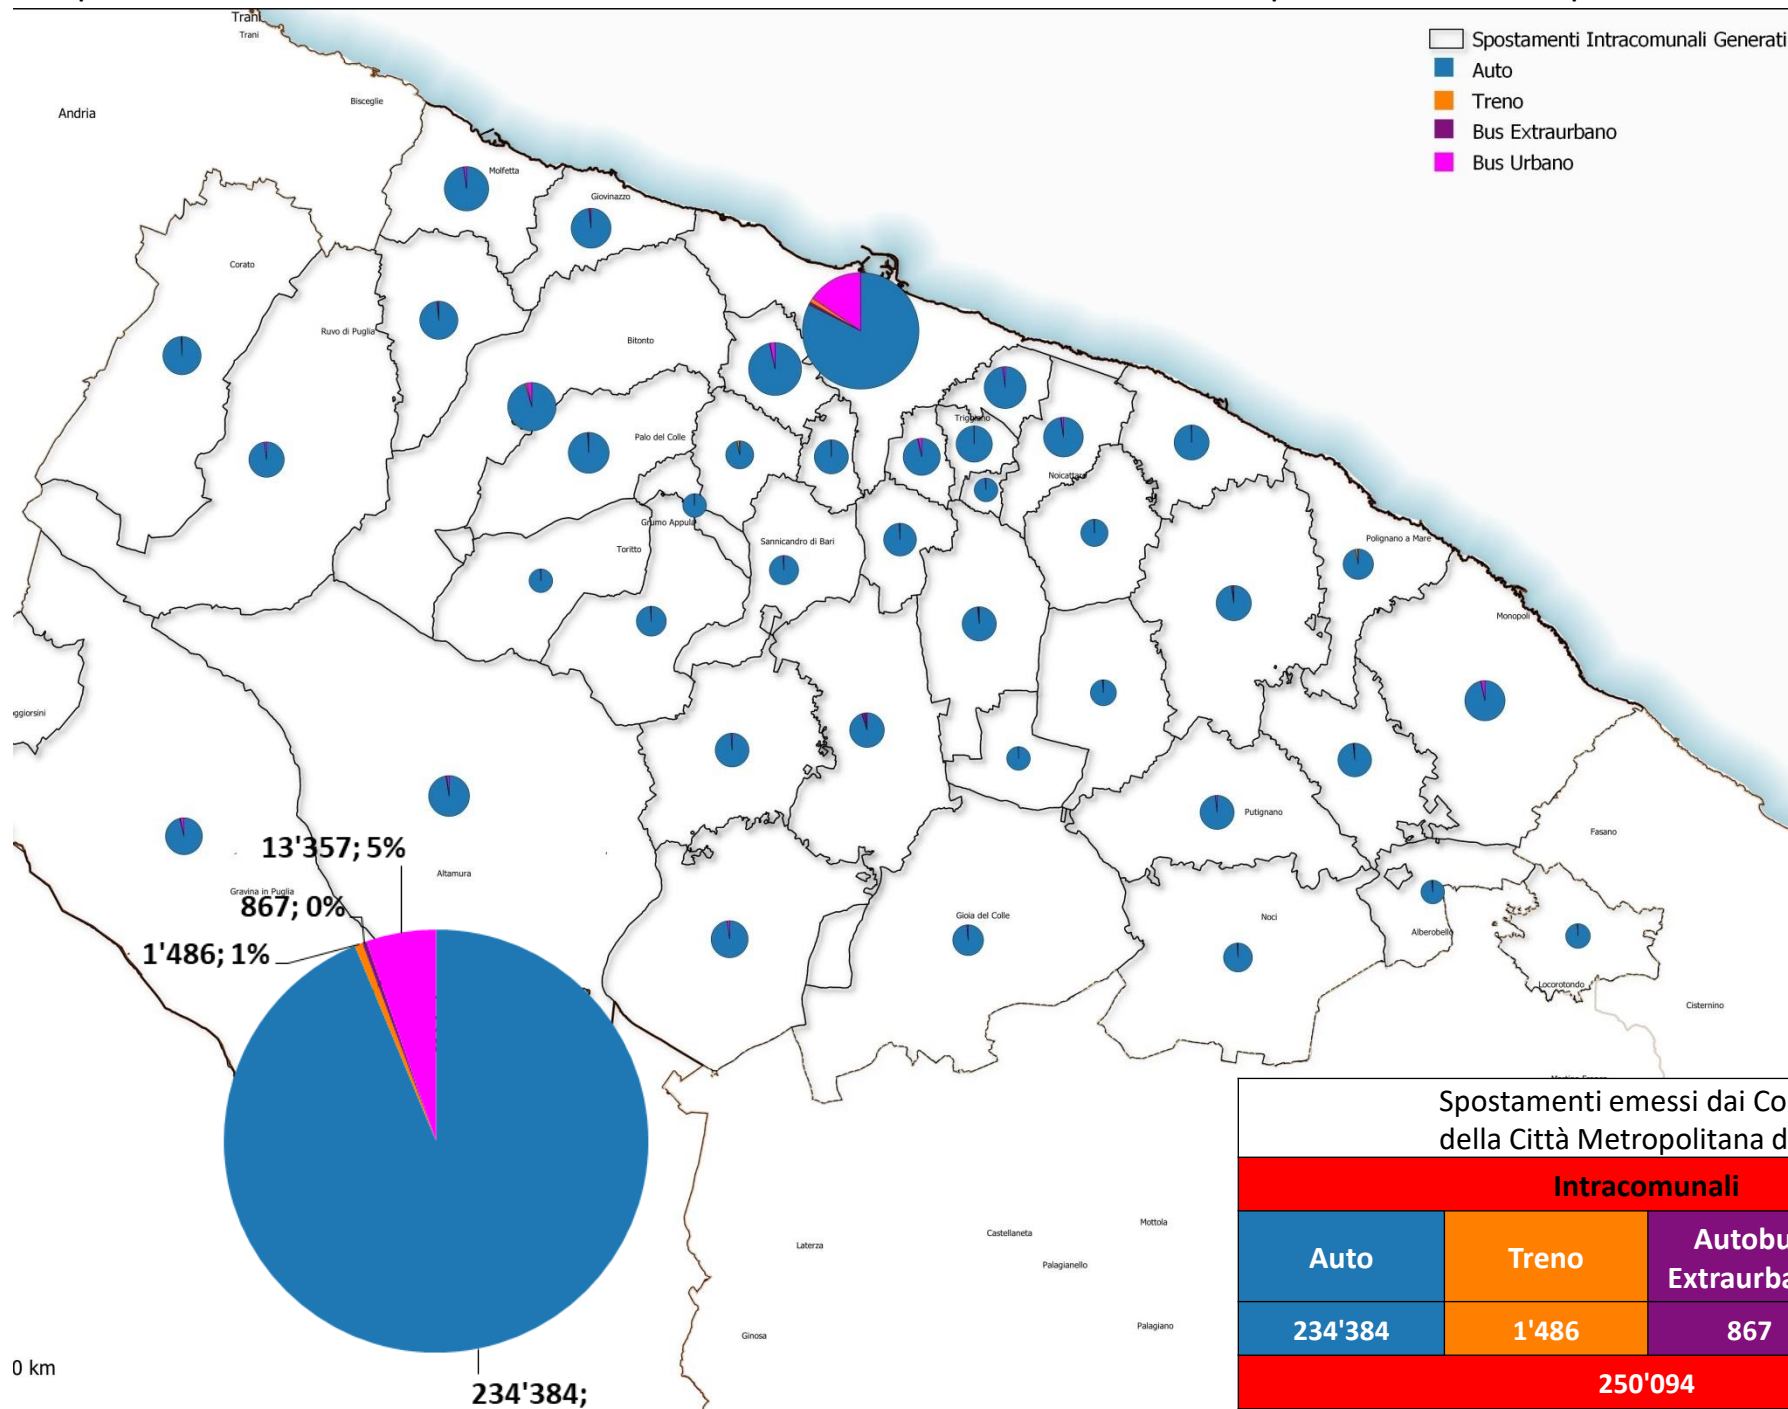 Trani
Trani
Andria
Bisceglie
Spostamenti Intracomunali Generati
Auto
Treno
Bus Extraurbano
Bus Urbano
Molfetta
Giovinazzo
Corato
Ruvo di Puglia
Bitonto
Palo del Colle
Triggiano
Noicattaro
Grumo Appula
Toritto
Sannicandro di Bari
Polignano a Mare
Monopoli
oggiorsini
Putignano
Fasano
13'357; 5%
Altamura
Gravina in Puglia
867; 0%
1'486; 1%
Gioia del Colle
Noci
Alberobello
Locorotondo
Cisternino
Spostamenti emessi dai Co
della Città Metropolitana d
Intracomunali
Auto
Treno
Autobu
Extraurba
234'384
1'486
867
250'094
Mottola
Castellaneta
Laterza
Palagianello
Palagiano
Ginosa
0 km
234'384;